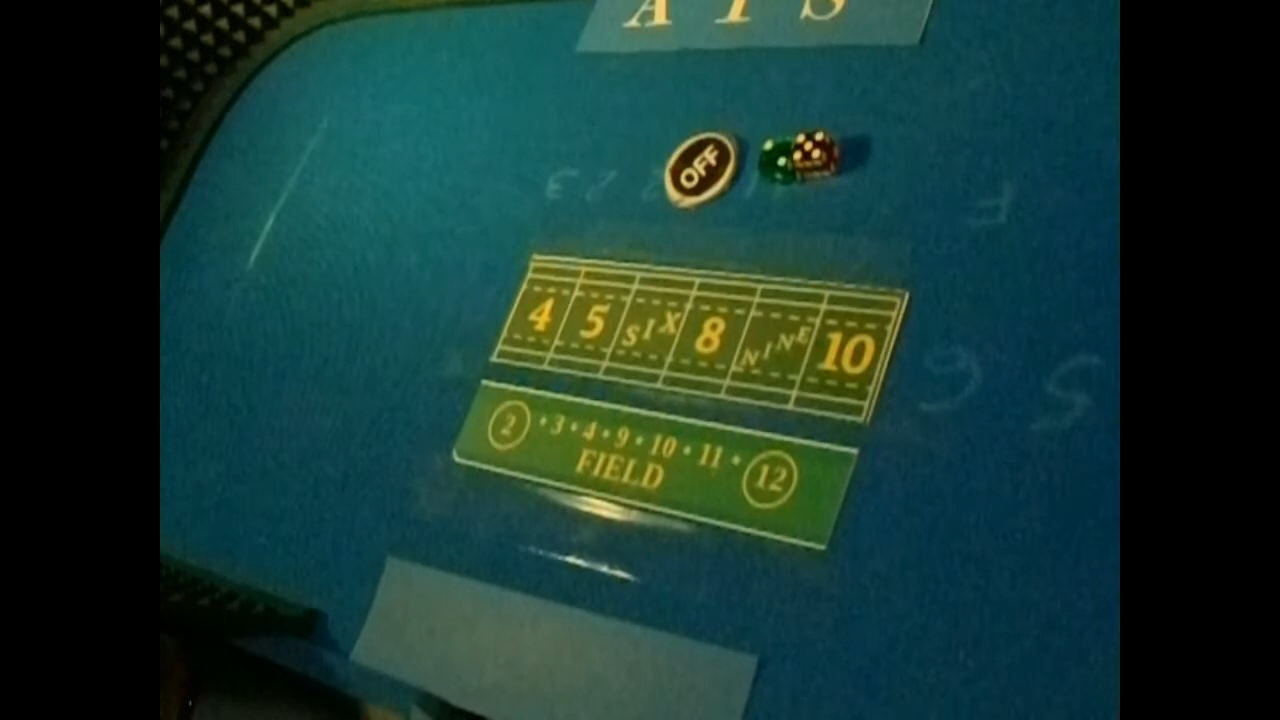 A T S
OFF
4 5 SIX 8 NINE 10
2 • 3 • 4 • 9 • 10 • 11 • 12
FIELD